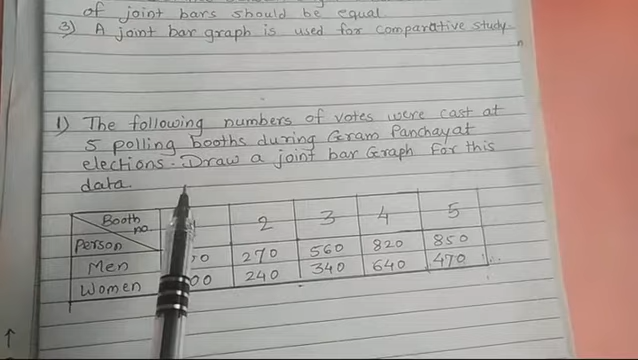 of joint bars should be equal
3) A joint bar graph is used for comparative study.
1) The following numbers of votes were cast at
5 polling booths during Gram Panchayat
elections. Draw a joint bar Graph for this
data.
Booth no. 2 3 4 5
Person
Men 270 560 820 850
Women 240 340 640 470